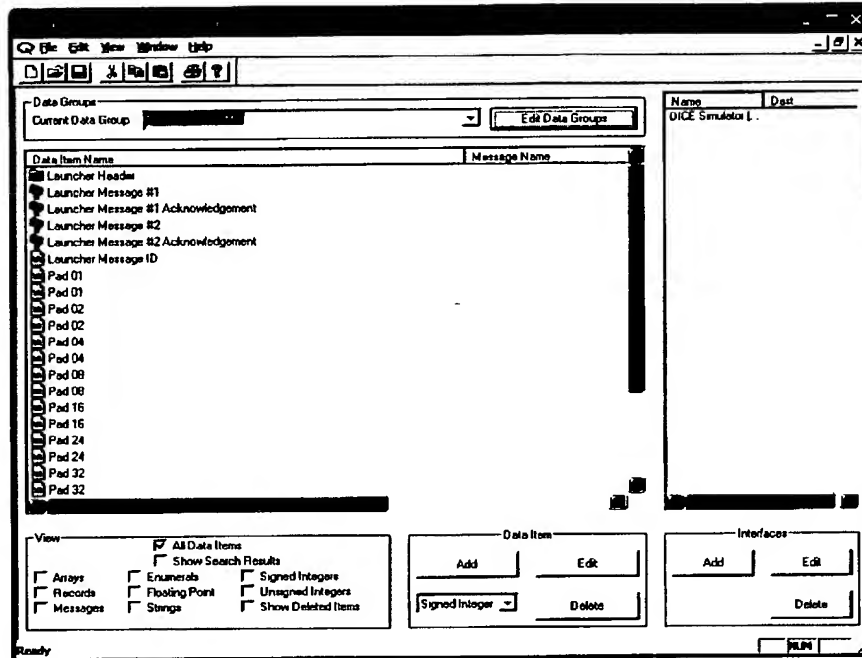 File Edit View Window Help
Data Groups
Current Data Group
Edit Data Groups
Name Dest
DICE Simulator [..
Data Item Name Message Name
Launcher Header
Launcher Message #1
Launcher Message #1 Acknowledgement
Launcher Message #2
Launcher Message #2 Acknowledgement
Launcher Message ID
Pad 01
Pad 01
Pad 02
Pad 02
Pad 04
Pad 04
Pad 08
Pad 08
Pad 16
Pad 16
Pad 24
Pad 24
Pad 32
Pad 32
View
All Data Items
Show Search Results
Arrays Enumerals Signed Integers
Records Floating Point Unsigned Integers
Messages Strings Show Deleted Items
Data Item
Add Edit
Signed Integer Delete
Interfaces
Add Edit
Delete
Ready NUM